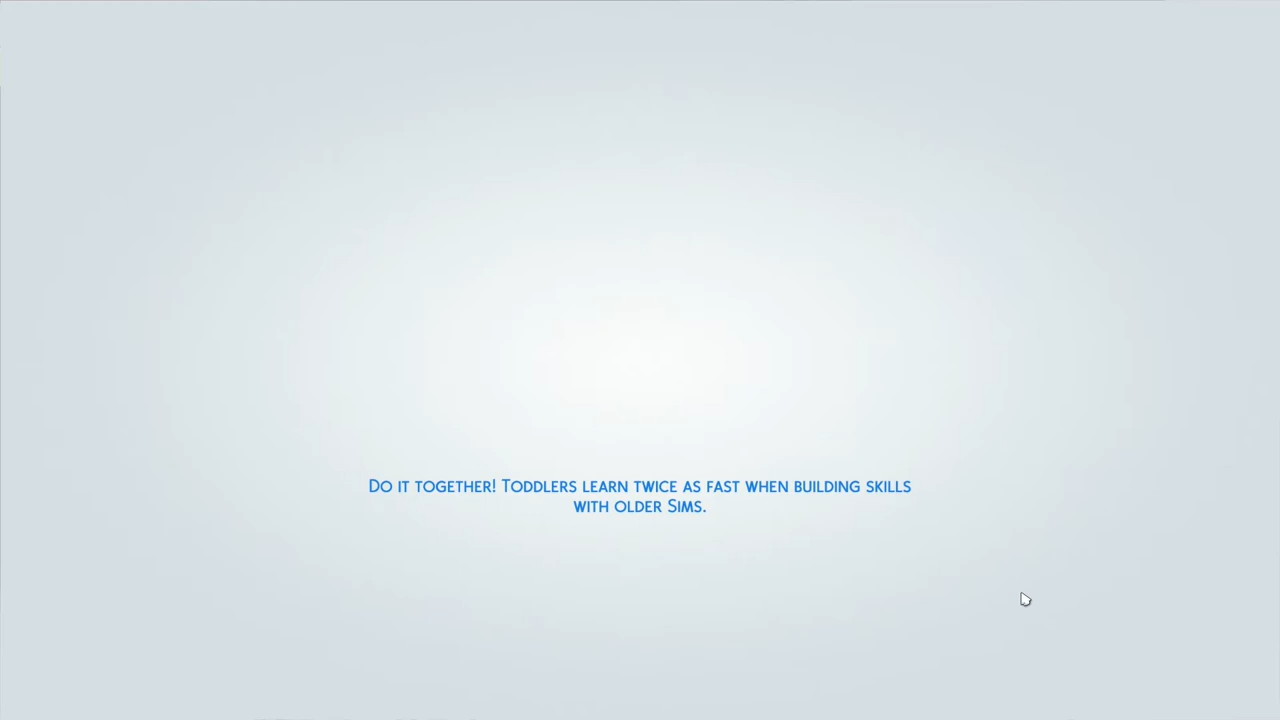 Do it together! Toddlers learn twice as fast when building skills
with older Sims.